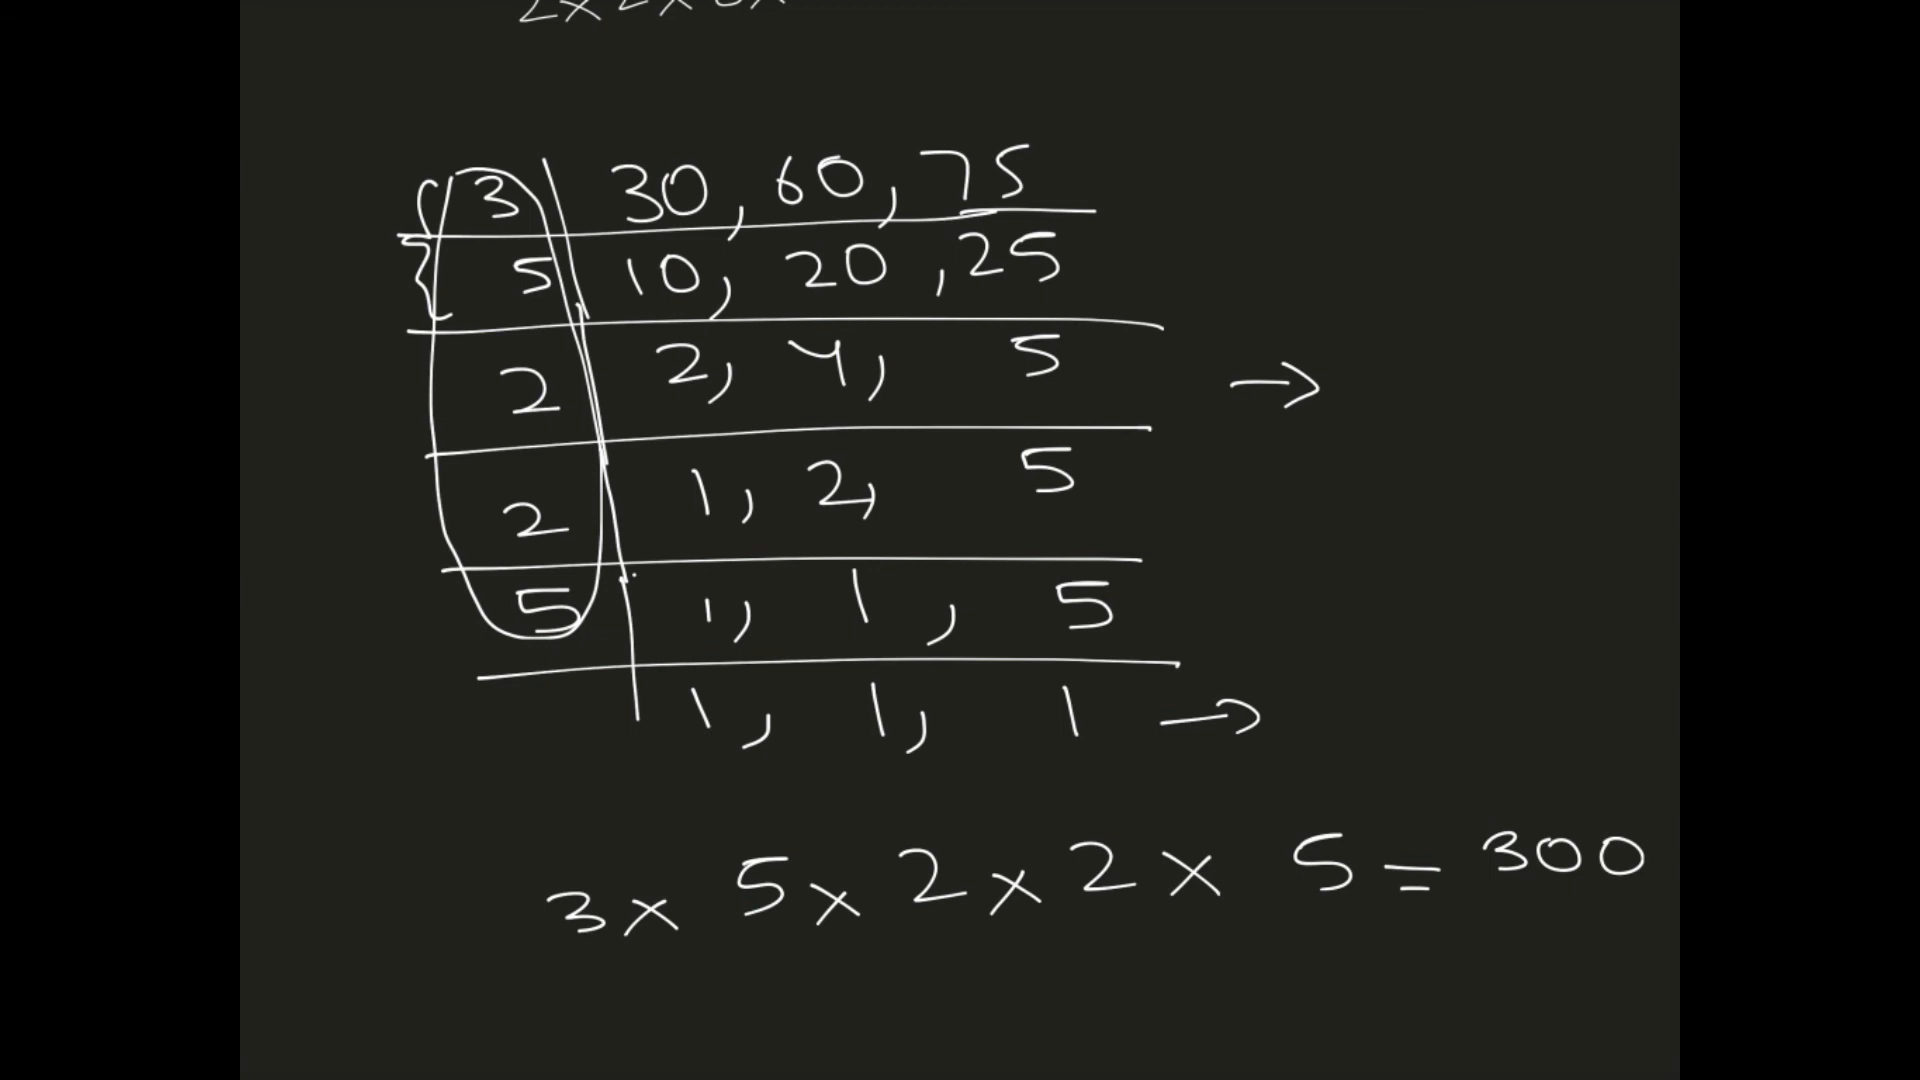 3 | 30, 60, 75
5 | 10, 20, 25
2 | 2, 4, 5 →
2 | 1, 2, 5
5 | 1, 1, 5
| 1, 1, 1 →
3 x 5 x 2 x 2 x 5 = 300